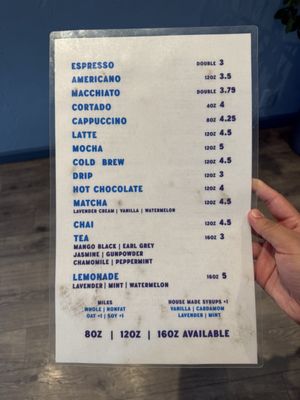 ESPRESSO DOUBLE 3
AMERICANO 12OZ 3.5
MACCHIATO DOUBLE 3.75
CORTADO 6OZ 4
CAPPUCCINO 8OZ 4.25
LATTE 12OZ 4.5
MOCHA 12OZ 5
COLD BREW 12OZ 4.5
DRIP 12OZ 3
HOT CHOCOLATE 12OZ 4
MATCHA 12OZ 4.5
LAVENDER CREAM | VANILLA | WATERMELON
CHAI 12OZ 4.5
TEA 16OZ 3
MANGO BLACK | EARL GREY
JASMINE | GUNPOWDER
CHAMOMILE | PEPPERMINT
LEMONADE 16OZ 5
LAVENDER | MINT | WATERMELON
MILKS
WHOLE | NONFAT
OAT +1 | SOY +1
HOUSE MADE SYRUPS +1
VANILLA | CARDAMOM
LAVENDER | MINT
8OZ | 12OZ | 16OZ AVAILABLE